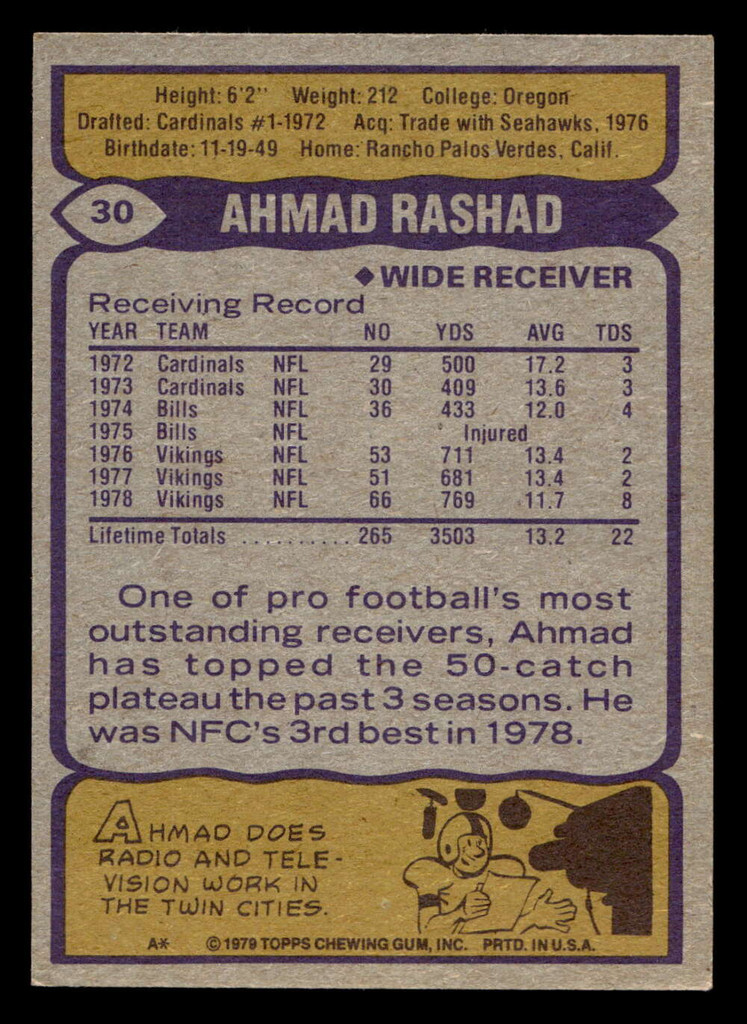 Height: 6'2" Weight: 212 College: Oregon
Drafted: Cardinals #1-1972 Acq: Trade with Seahawks, 1976
Birthdate: 11-19-49 Home: Rancho Palos Verdes, Calif.
30 AHMAD RASHAD
◆WIDE RECEIVER
Receiving Record
YEAR TEAM NO YDS AVG TDS
1972 Cardinals NFL 29 500 17.2 3
1973 Cardinals NFL 30 409 13.6 3
1974 Bills NFL 36 433 12.0 4
1975 Bills NFL Injured
1976 Vikings NFL 53 711 13.4 2
1977 Vikings NFL 51 681 13.4 2
1978 Vikings NFL 66 769 11.7 8
Lifetime Totals .......... 265 3503 13.2 22
One of pro football's most
outstanding receivers, Ahmad
has topped the 50-catch
plateau the past 3 seasons. He
was NFC's 3rd best in 1978.
AHMAD DOES
RADIO AND TELE-
VISION WORK IN
THE TWIN CITIES.
A* © 1979 TOPPS CHEWING GUM, INC. PRTD. IN U.S.A.